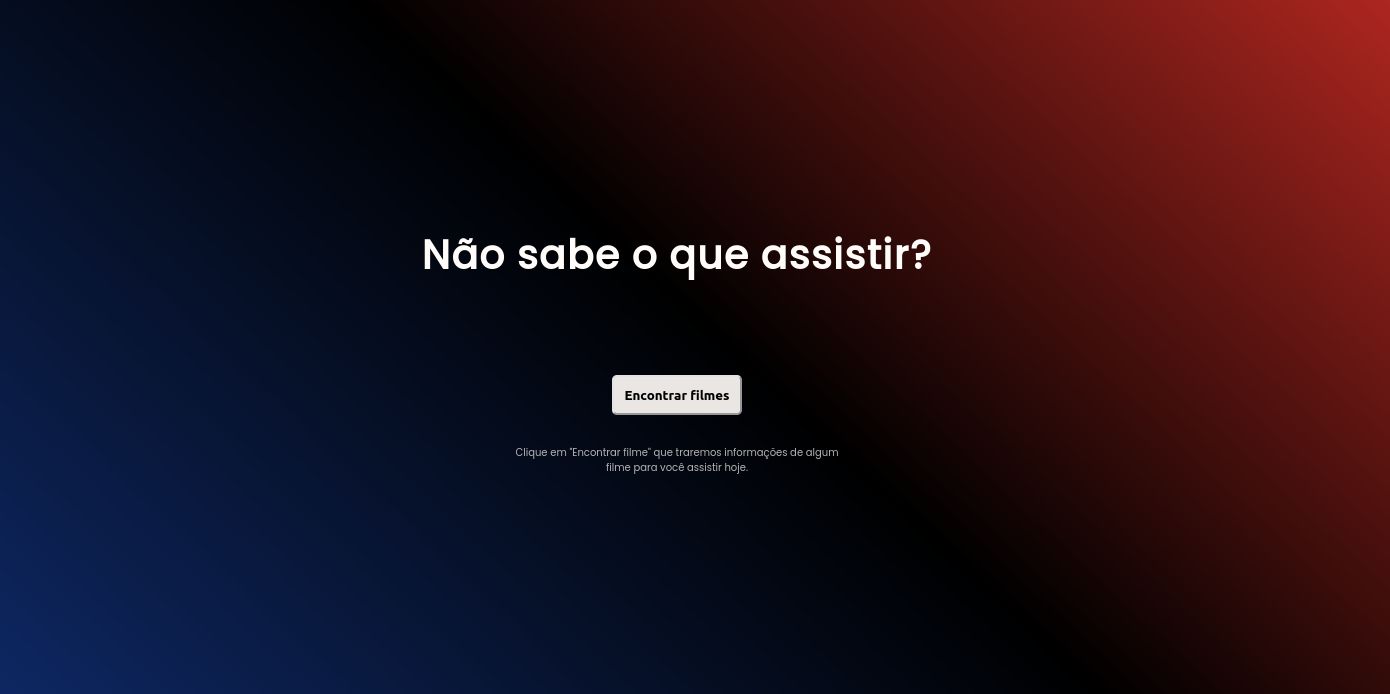 Não sabe o que assistir?
Encontrar filmes
Clique em "Encontrar filme" que traremos informações de algum
filme para você assistir hoje.